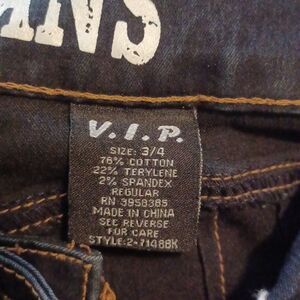 ANS
V.I.P.
SIZE: 3/4
76% COTTON
22% TERYLENE
2% SPANDEX
REGULAR
RN 3958385
MADE IN CHINA
SEE REVERSE
FOR CARE
STYLE:2-71488K